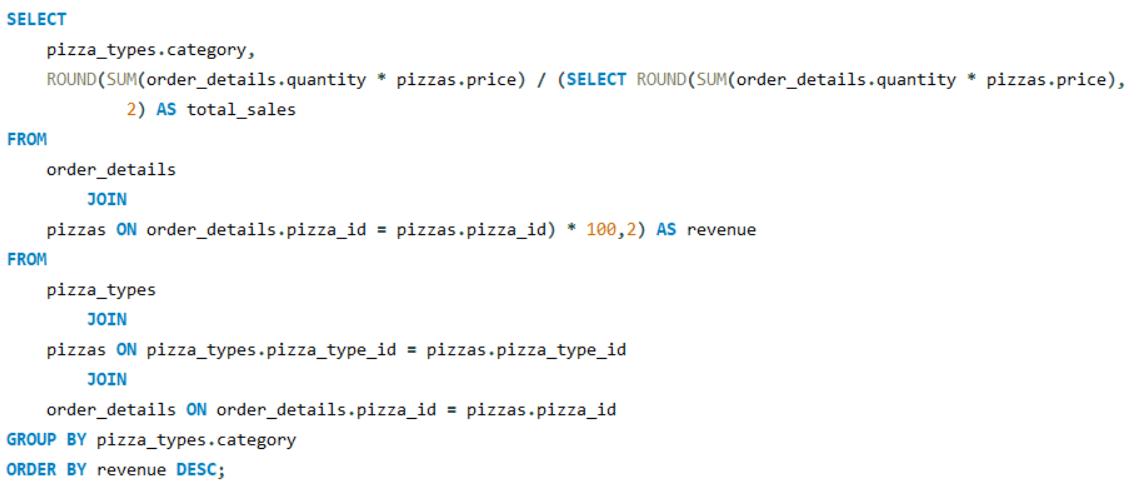 SELECT
pizza_types.category,
ROUND(SUM(order_details.quantity * pizzas.price) / (SELECT ROUND(SUM(order_details.quantity * pizzas.price),
2) AS total_sales
FROM
order_details
JOIN
pizzas ON order_details.pizza_id = pizzas.pizza_id) * 100,2) AS revenue
FROM
pizza_types
JOIN
pizzas ON pizza_types.pizza_type_id = pizzas.pizza_type_id
JOIN
order_details ON order_details.pizza_id = pizzas.pizza_id
GROUP BY pizza_types.category
ORDER BY revenue DESC;